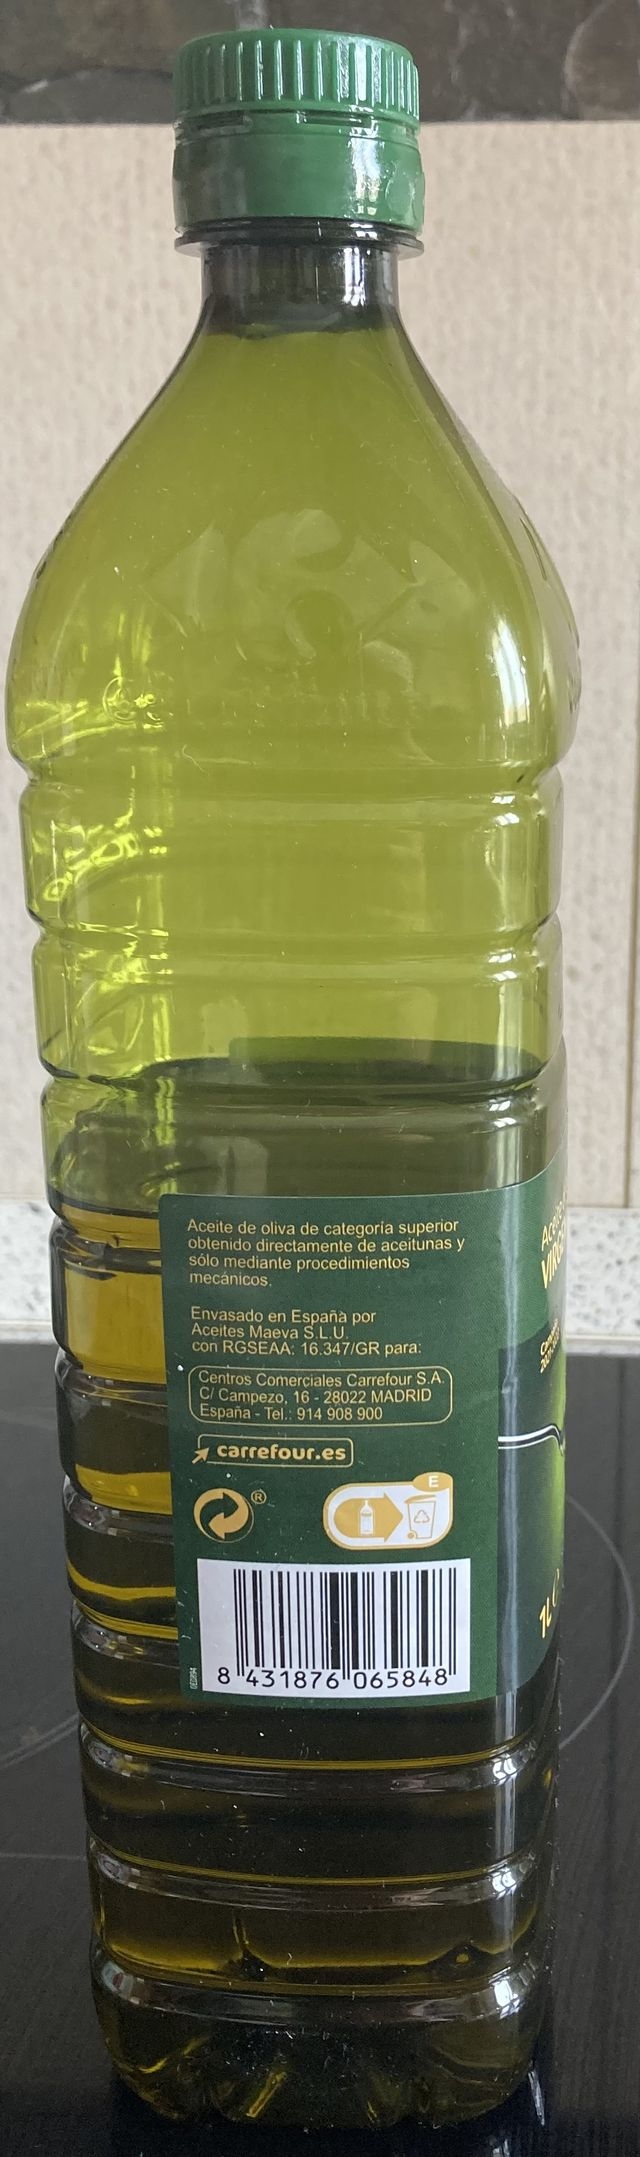 Aceite de oliva de categoría superior
obtenido directamente de aceitunas y
sólo mediante procedimientos
mecánicos.
Envasado en España por
Aceites Maeva S.L.U.
con RGSEAA: 16.347/GR para:
Centros Comerciales Carrefour S.A.
C/ Campezo, 16 - 28022 MADRID
España - Tel.: 914 908 900
carrefour.es
®
E
8 431876 065848
Aceite
1L